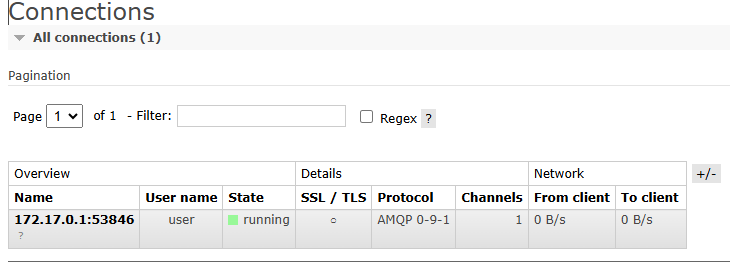 Connections
All connections (1)
Pagination
Page 1 of 1 - Filter: Regex ?
Overview Details Network +/-
Name User name State SSL / TLS Protocol Channels From client To client
172.17.0.1:53846 user running ○ AMQP 0-9-1 1 0 B/s 0 B/s
?